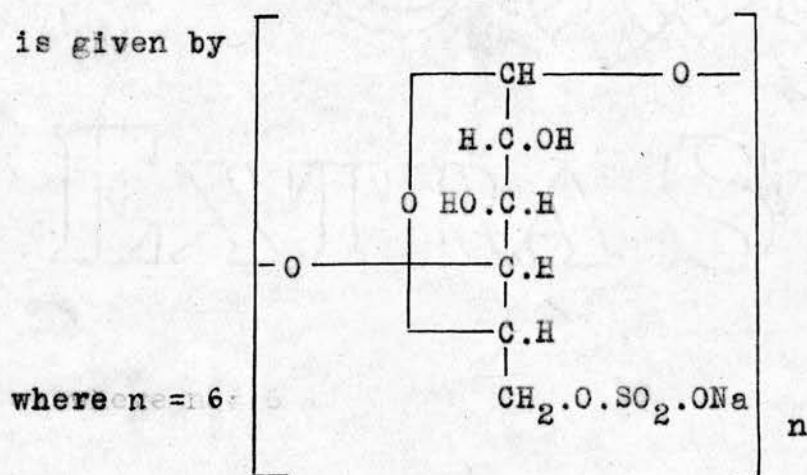 is given by
CH O
H.C.OH
O HO.C.H
O C.H
C.H
where n = 6 CH₂.O.SO₂.ONa
n